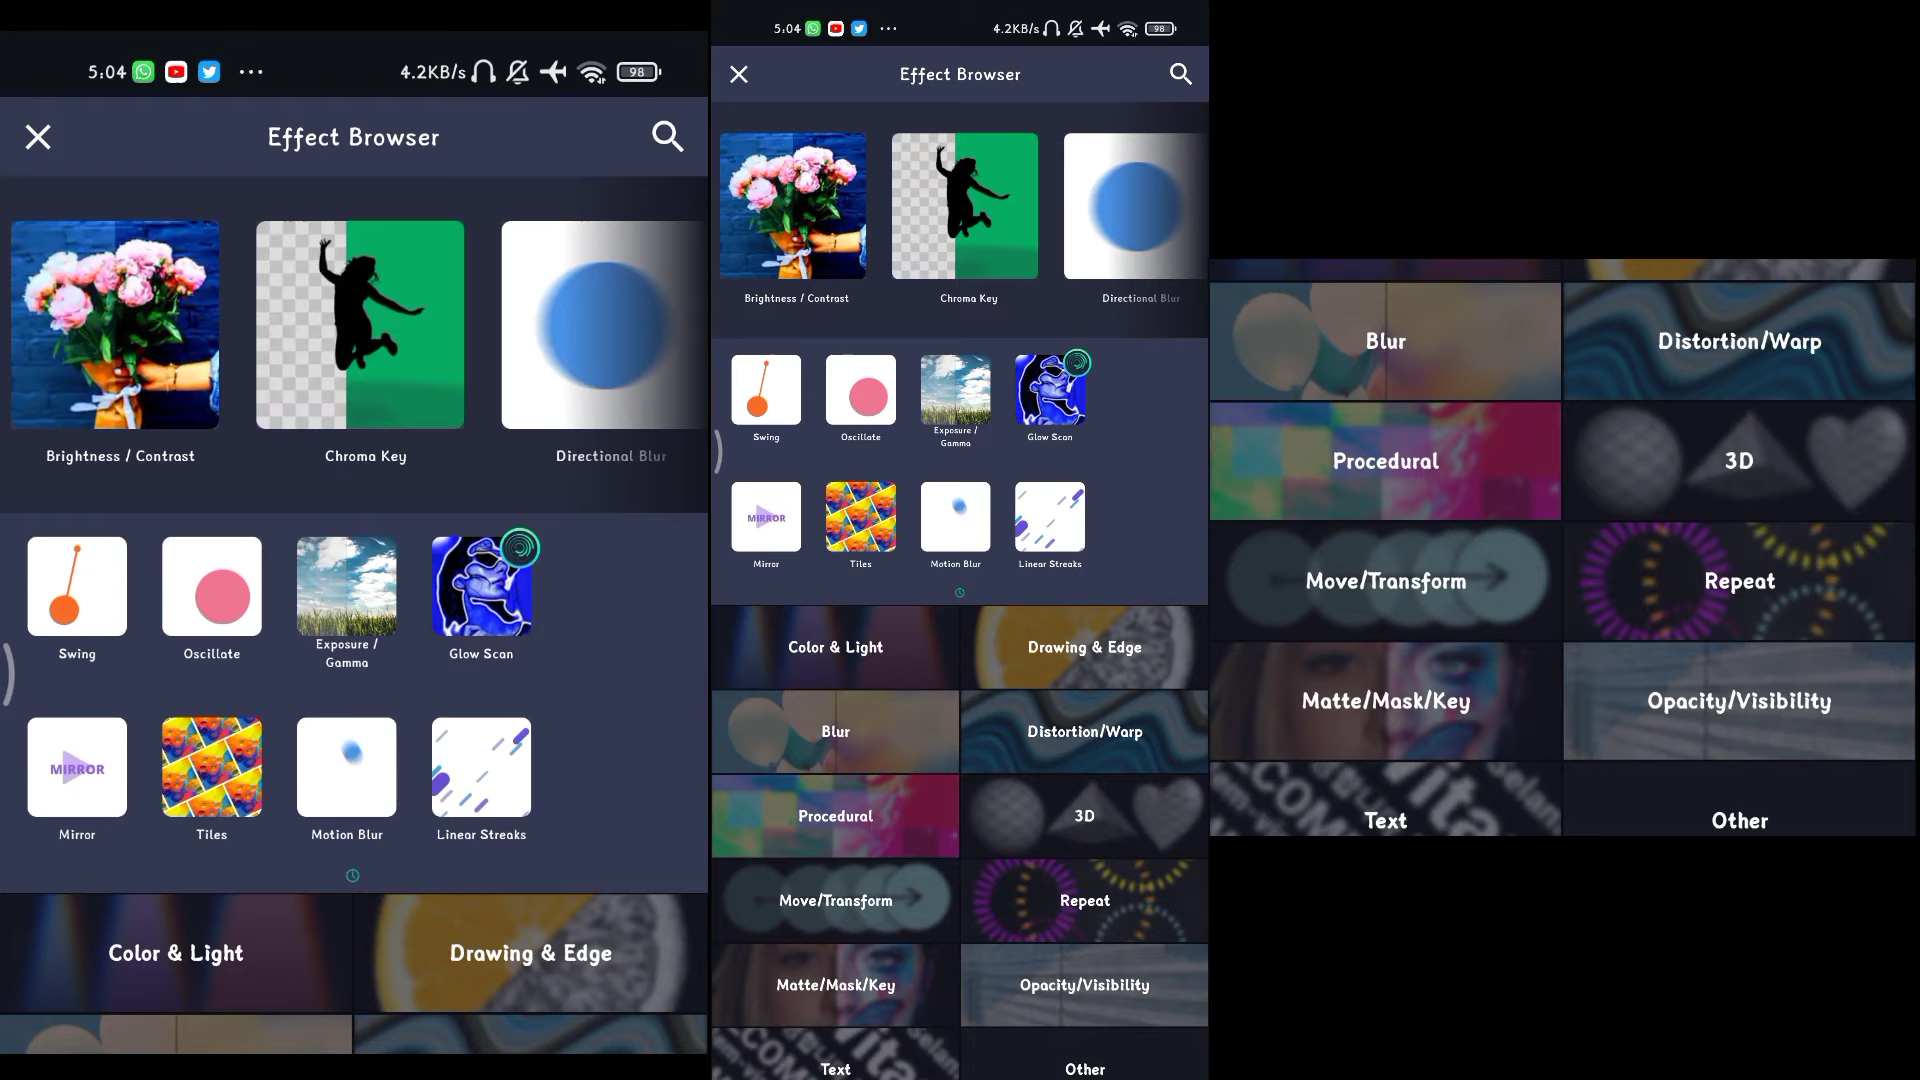 5:04 ... 4.2KB/s 98
Effect Browser
Brightness / Contrast Chroma Key Directional Blur
Swing Oscillate Exposure / Gamma Glow Scan
MIRROR
Mirror Tiles Motion Blur Linear Streaks
Color & Light Drawing & Edge
5:04 ... 4.2KB/s 98
Effect Browser
Brightness / Contrast Chroma Key Directional Blur
Swing Oscillate Exposure / Gamma Glow Scan
MIRROR
Mirror Tiles Motion Blur Linear Streaks
Color & Light Drawing & Edge
Blur Distortion/Warp
Procedural 3D
Move/Transform Repeat
Matte/Mask/Key Opacity/Visibility
Text Other
Blur Distortion/Warp
Procedural 3D
Move/Transform Repeat
Matte/Mask/Key Opacity/Visibility
Text Other